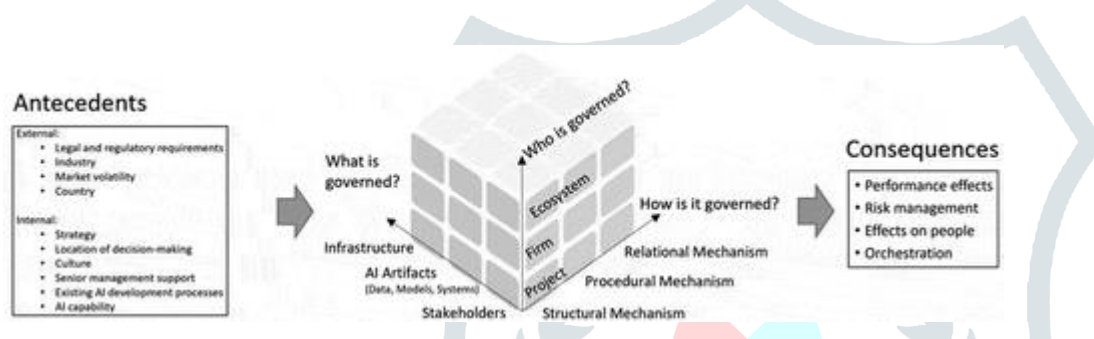 Antecedents
External:
• Legal and regulatory requirements
• Industry
• Market volatility
• Country
Internal:
• Strategy
• Location of decision-making
• Culture
• Senior management support
• Existing AI development processes
• AI capability
What is
governed?
Infrastructure
AI Artifacts
(Data, Models, Systems)
Stakeholders
Who is governed?
Ecosystem
Firm
Project
How is it governed?
Relational Mechanism
Procedural Mechanism
Structural Mechanism
Consequences
• Performance effects
• Risk management
• Effects on people
• Orchestration